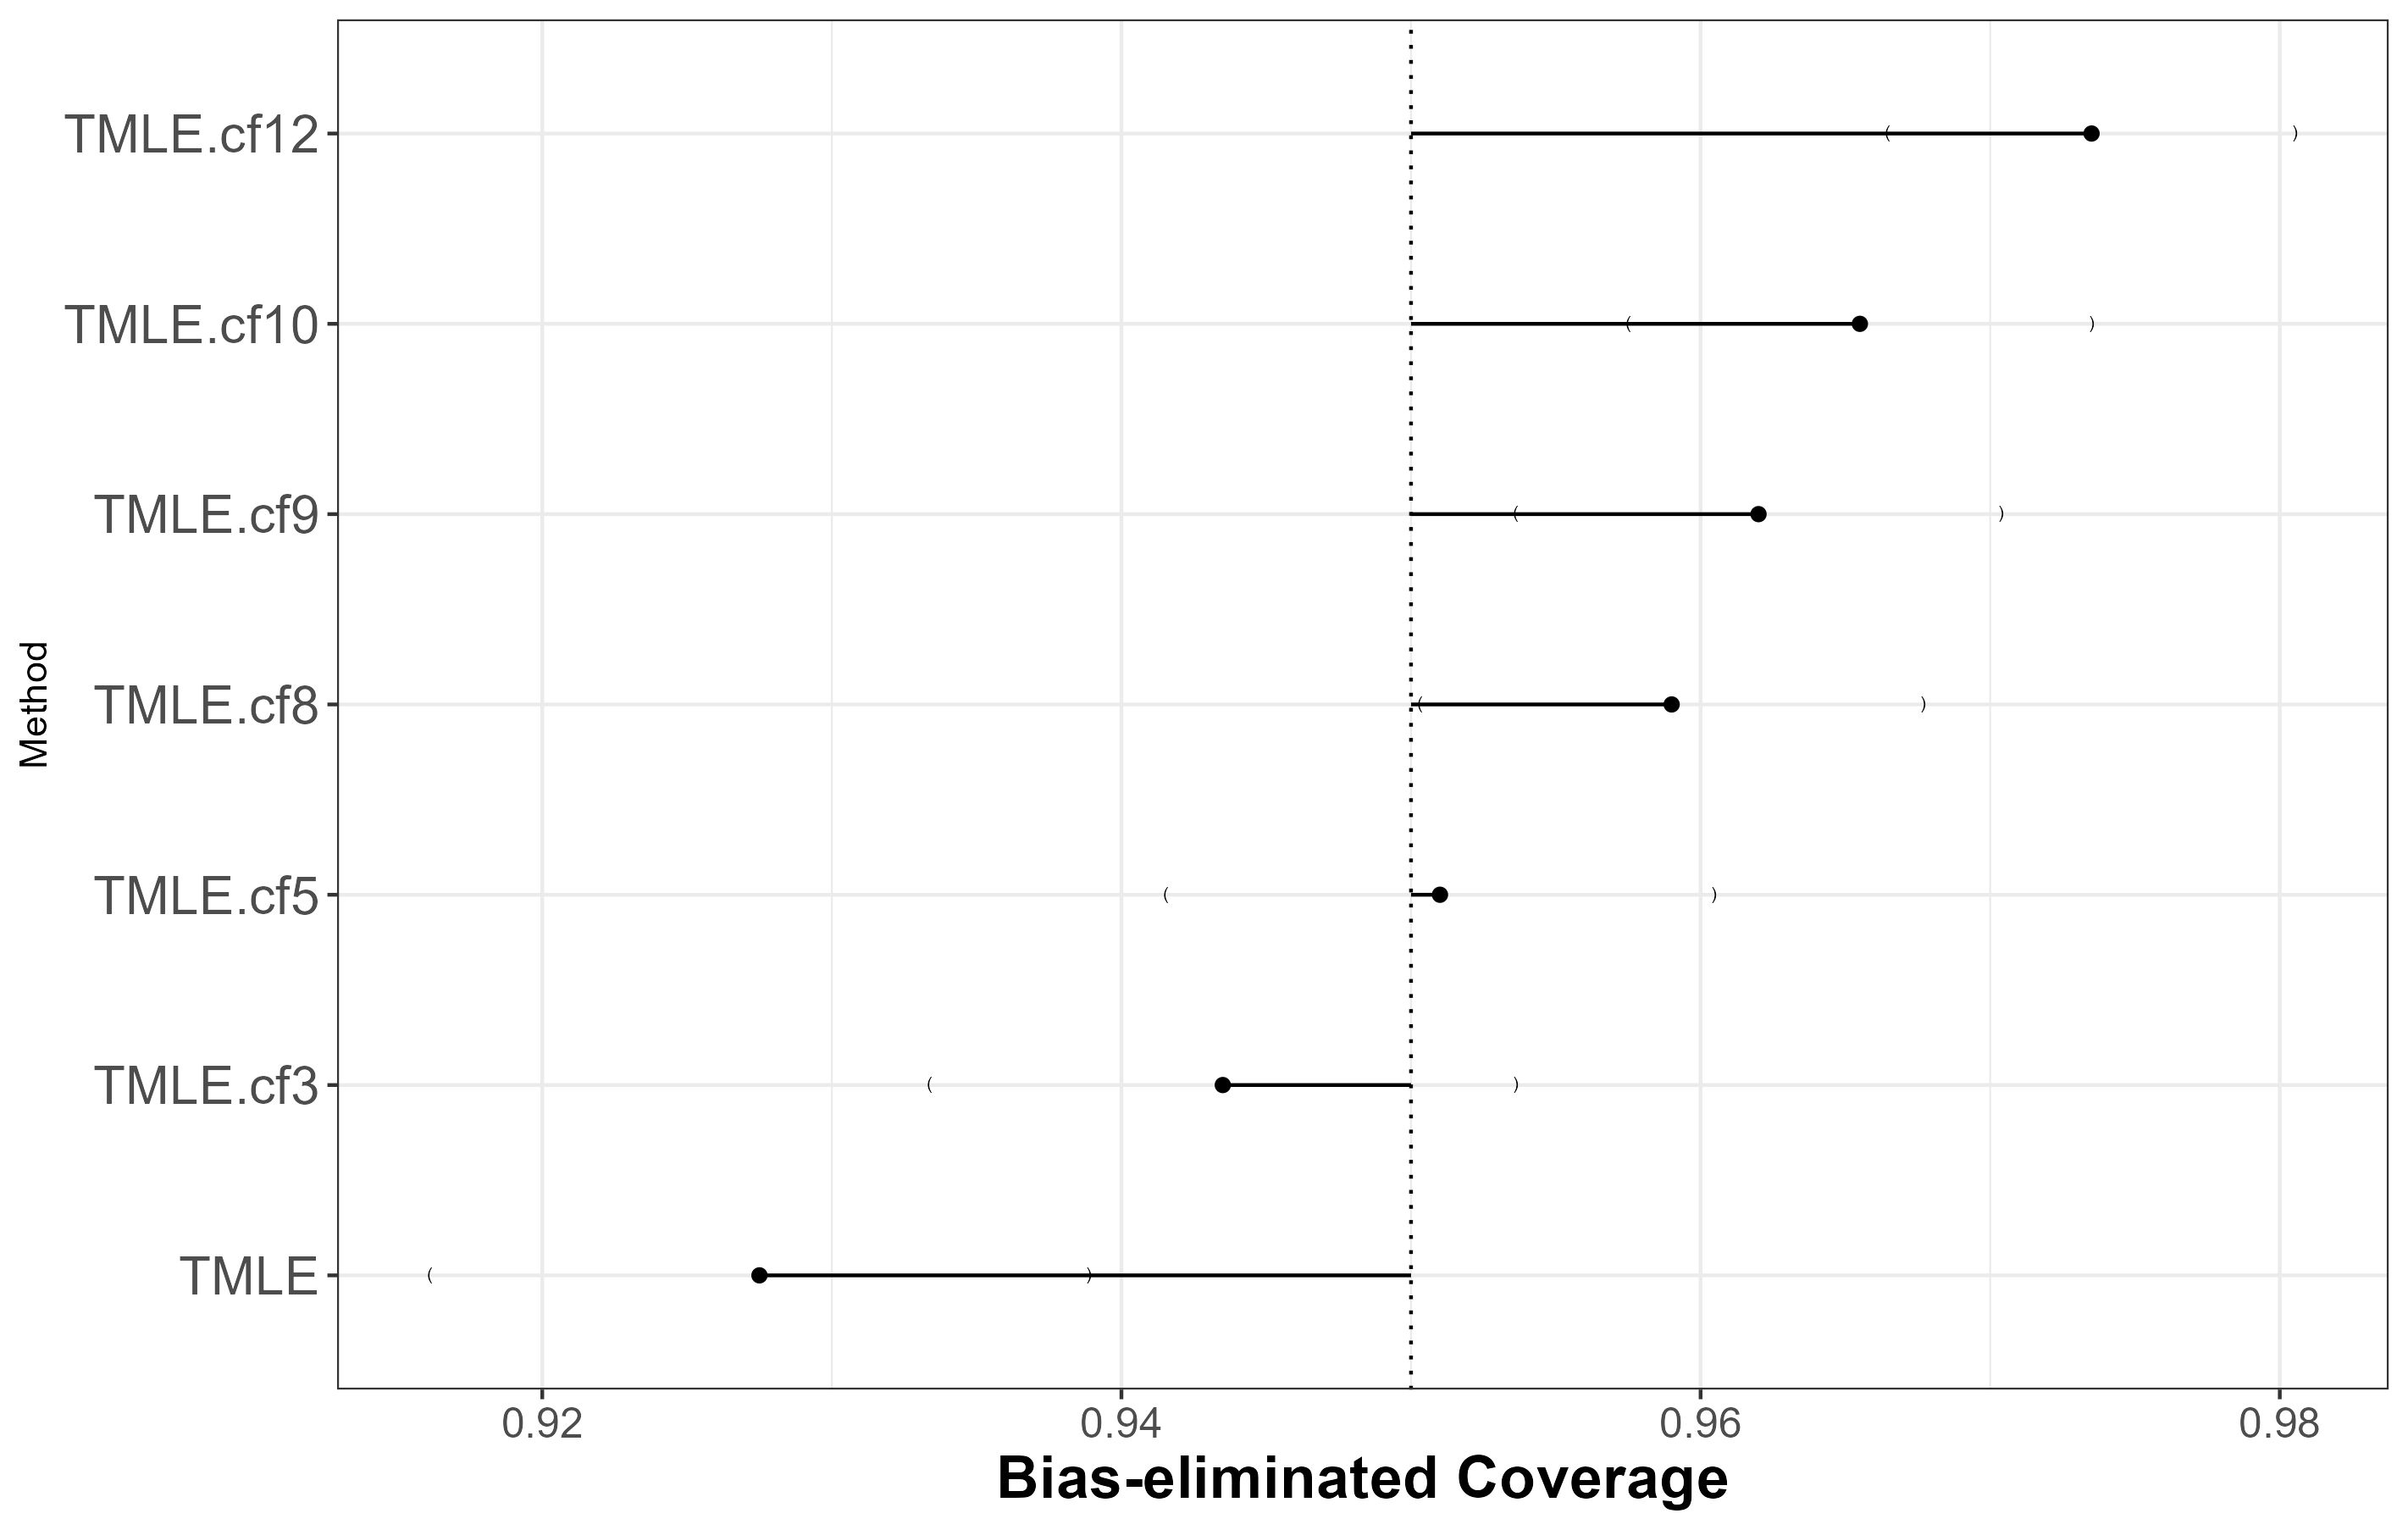 TMLE.cf12
TMLE.cf10
TMLE.cf9
TMLE.cf8
TMLE.cf5
TMLE.cf3
TMLE
Method
0.92 0.94 0.96 0.98
Bias-eliminated Coverage